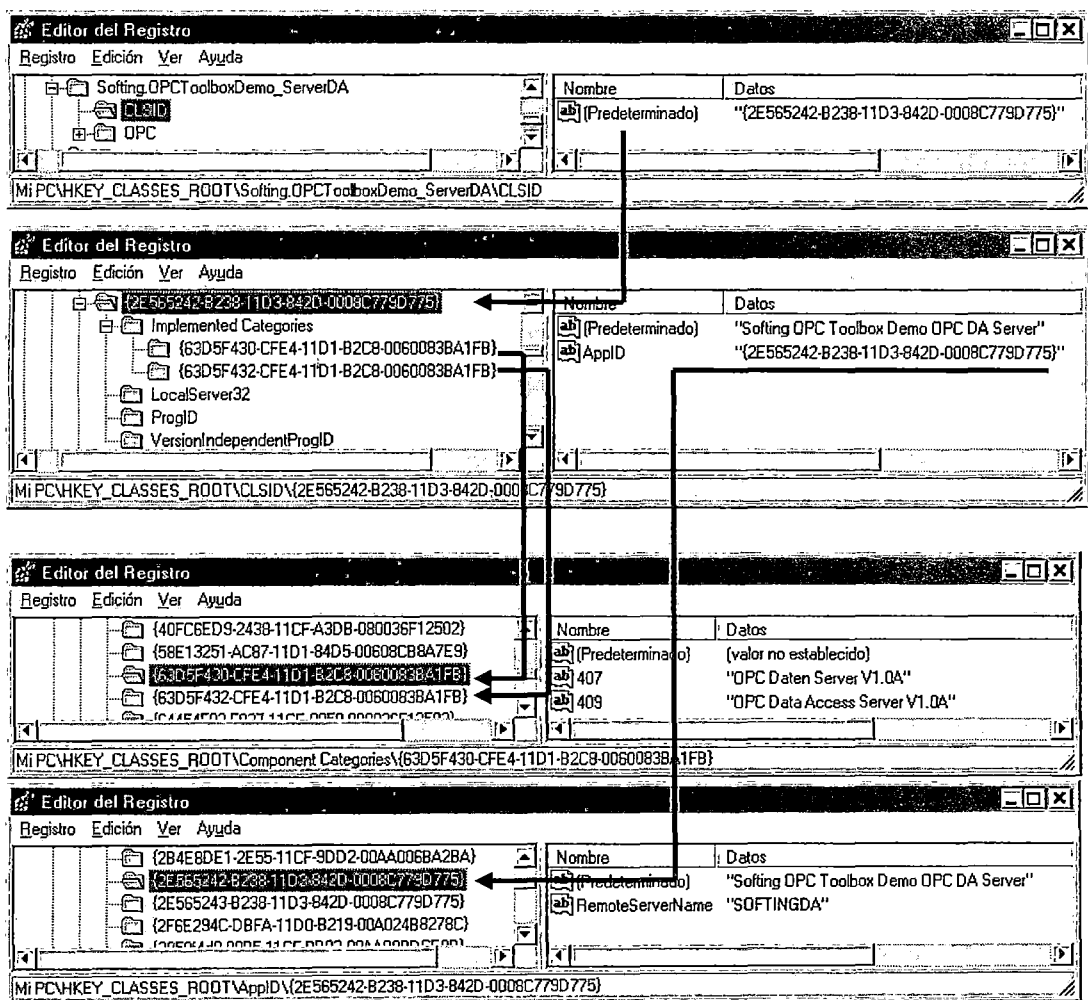 Editor del Registro
Registro Edición Ver Ayuda
Softing.OPCToolboxDemo_ServerDA
CLSID
OPC
Nombre Datos
(Predeterminado) "{2E565242-B238-11D3-842D-0008C779D775}"
Mi PC\HKEY_CLASSES_ROOT\Softing.OPCToolboxDemo_ServerDA\CLSID
Editor del Registro
Registro Edición Ver Ayuda
{2E565242-B238-11D3-842D-0008C779D775}
Implemented Categories
{63D5F430-CFE4-11D1-B2C8-0060083BA1FB}
{63D5F432-CFE4-11D1-B2C8-0060083BA1FB}
LocalServer32
ProgID
VersionIndependentProgID
Nombre Datos
(Predeterminado) "Softing OPC Toolbox Demo OPC DA Server"
AppID "{2E565242-B238-11D3-842D-0008C779D775}"
Mi PC\HKEY_CLASSES_ROOT\CLSID\{2E565242-B238-11D3-842D-0008C779D775}
Editor del Registro
Registro Edición Ver Ayuda
{40FC6ED9-2438-11CF-A3DB-080036F12502}
{58E13251-AC87-11D1-84D5-00608CB8A7E9}
{63D5F430-CFE4-11D1-B2C8-0060083BA1FB}
{63D5F432-CFE4-11D1-B2C8-0060083BA1FB}
Nombre Datos
(Predeterminado) (valor no establecido)
407 "OPC Daten Server V1.0A"
409 "OPC Data Access Server V1.0A"
Mi PC\HKEY_CLASSES_ROOT\Component Categories\{63D5F430-CFE4-11D1-B2C8-0060083BA1FB}
Editor del Registro
Registro Edición Ver Ayuda
{2B4E8DE1-2E55-11CF-9DD2-00AA006BA2BA}
{2E565242-B238-11D3-842D-0008C779D775}
{2E565243-B238-11D3-842D-0008C779D775}
{2F6E294C-DBFA-11D0-B219-00A024B8278C}
Nombre Datos
(Predeterminado) "Softing OPC Toolbox Demo OPC DA Server"
RemoteServerName "SOFTINGDA"
Mi PC\HKEY_CLASSES_ROOT\AppID\{2E565242-B238-11D3-842D-0008C779D775}